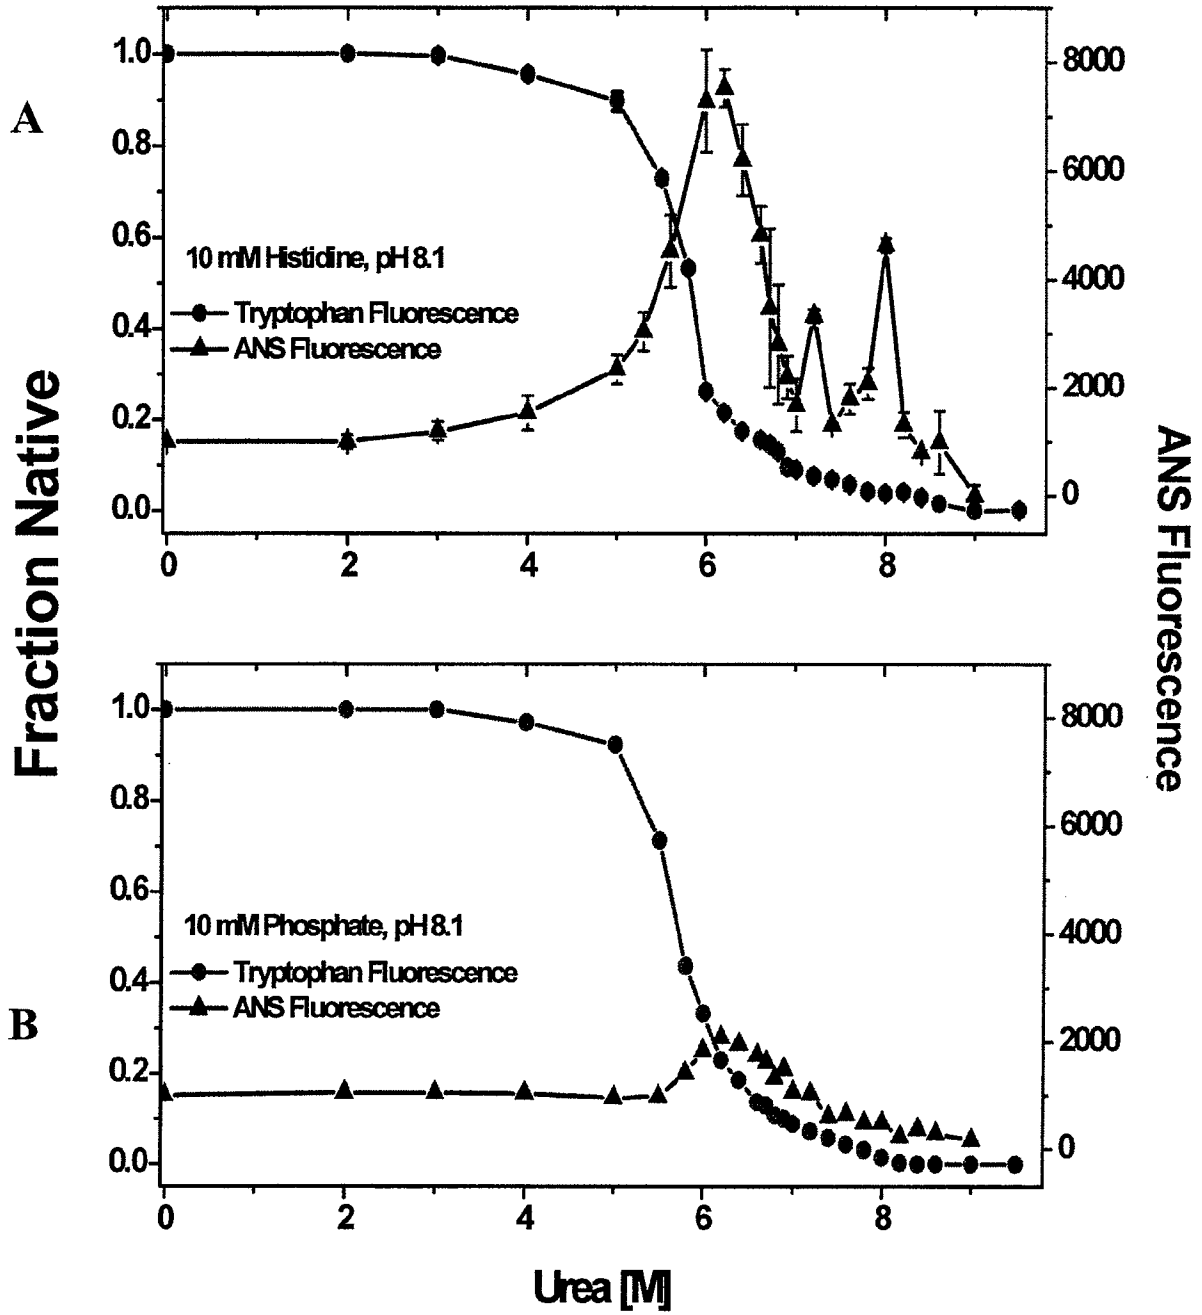 A
Fraction Native
ANS Fluorescence
1.0
0.8
0.6
0.4
0.2
0.0
8000
6000
4000
2000
0
10 mM Histidine, pH 8.1
Tryptophan Fluorescence
ANS Fluorescence
0 2 4 6 8
B
1.0
0.8
0.6
0.4
0.2
0.0
8000
6000
4000
2000
0
10 mM Phosphate, pH 8.1
Tryptophan Fluorescence
ANS Fluorescence
0 2 4 6 8
Urea [M]